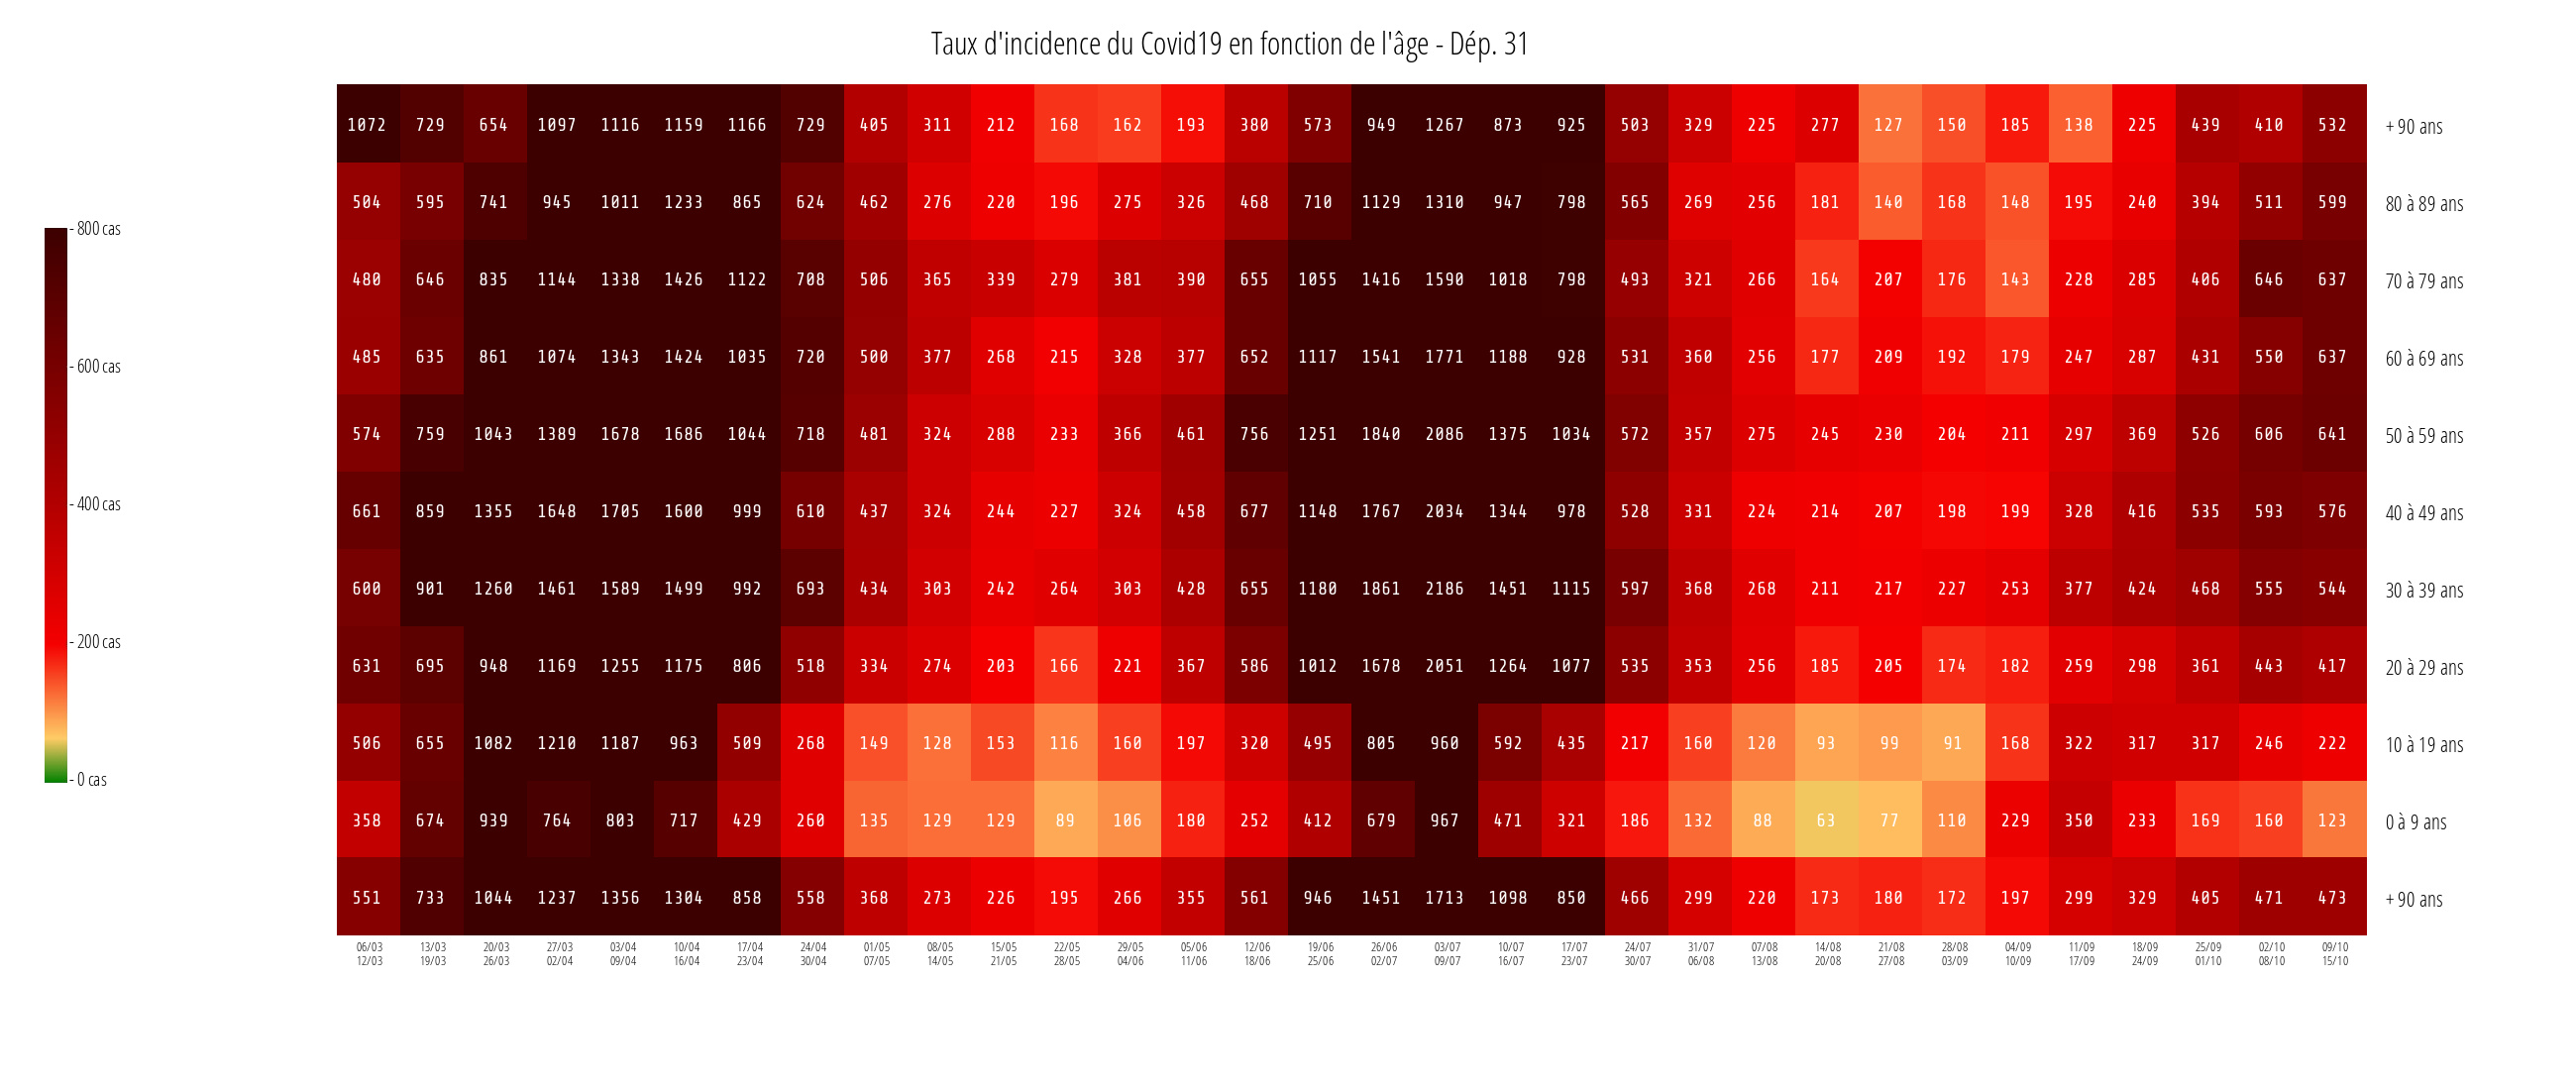 Taux d'incidence du Covid19 en fonction de l'âge - Dép. 31
- 800 cas
- 600 cas
- 400 cas
- 200 cas
- 0 cas
1072 729 654 1097 1116 1159 1166 729 405 311 212 168 162 193 380 573 949 1267 873 925 503 329 225 277 127 150 185 138 225 439 410 532 + 90 ans
504 595 741 945 1011 1233 865 624 462 276 220 196 275 326 468 710 1129 1310 947 798 565 269 256 181 140 168 148 195 240 394 511 599 80 à 89 ans
480 646 835 1144 1338 1426 1122 708 506 365 339 279 381 390 655 1055 1416 1590 1018 798 493 321 266 164 207 176 143 228 285 406 646 637 70 à 79 ans
485 635 861 1074 1343 1424 1035 720 500 377 268 215 328 377 652 1117 1541 1771 1188 928 531 360 256 177 209 192 179 247 287 431 550 637 60 à 69 ans
574 759 1043 1389 1678 1686 1044 718 481 324 288 233 366 461 756 1251 1840 2086 1375 1034 572 357 275 245 230 204 211 297 369 526 606 641 50 à 59 ans
661 859 1355 1648 1705 1600 999 610 437 324 244 227 324 458 677 1148 1767 2034 1344 978 528 331 224 214 207 198 199 328 416 535 593 576 40 à 49 ans
600 901 1260 1461 1589 1499 992 693 434 303 242 264 303 428 655 1180 1861 2186 1451 1115 597 368 268 211 217 227 253 377 424 468 555 544 30 à 39 ans
631 695 948 1169 1255 1175 806 518 334 274 203 166 221 367 586 1012 1678 2051 1264 1077 535 353 256 185 205 174 182 259 298 361 443 417 20 à 29 ans
506 655 1082 1210 1187 963 509 268 149 128 153 116 160 197 320 495 805 960 592 435 217 160 120 93 99 91 168 322 317 317 246 222 10 à 19 ans
358 674 939 764 803 717 429 260 135 129 129 89 106 180 252 412 679 967 471 321 186 132 88 63 77 110 229 350 233 169 160 123 0 à 9 ans
551 733 1044 1237 1356 1304 858 558 368 273 226 195 266 355 561 946 1451 1713 1098 850 466 299 220 173 180 172 197 299 329 405 471 473 + 90 ans
06/03 13/03 20/03 27/03 03/04 10/04 17/04 24/04 01/05 08/05 15/05 22/05 29/05 05/06 12/06 19/06 26/06 03/07 10/07 17/07 24/07 31/07 07/08 14/08 21/08 28/08 04/09 11/09 18/09 25/09 02/10 09/10
12/03 19/03 26/03 02/04 09/04 16/04 23/04 30/04 07/05 14/05 21/05 28/05 04/06 11/06 18/06 25/06 02/07 09/07 16/07 23/07 30/07 06/08 13/08 20/08 27/08 03/09 10/09 17/09 24/09 01/10 08/10 15/10